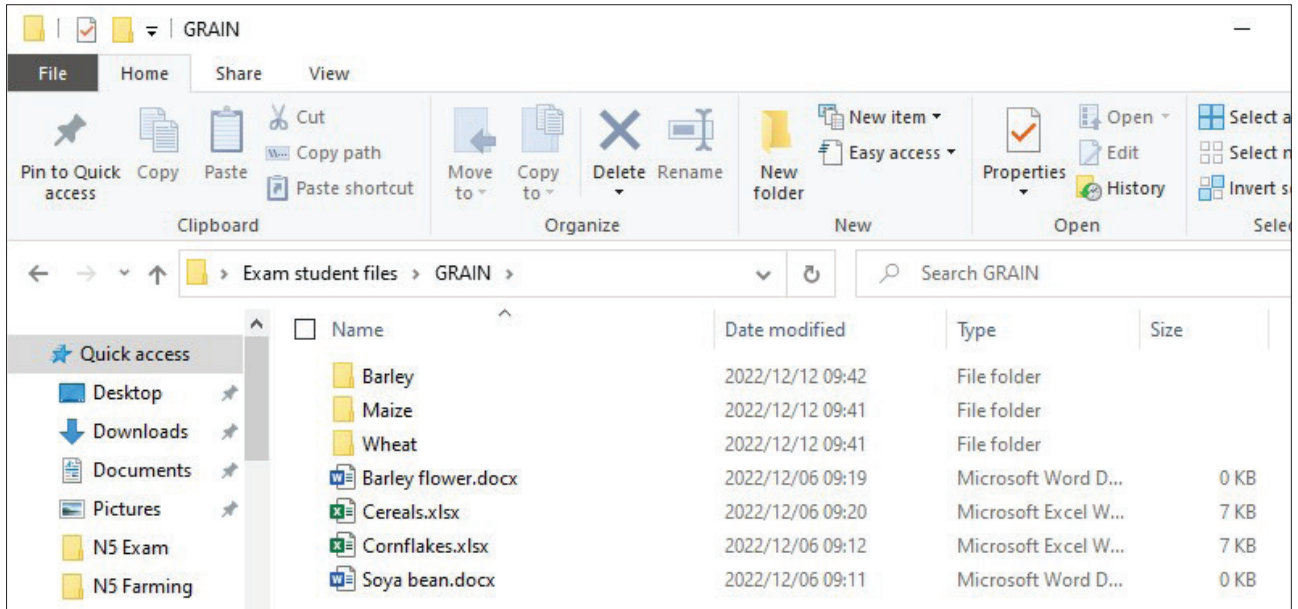 GRAIN
File Home Share View
Pin to Quick access
Copy
Paste
Cut
Copy path
Paste shortcut
Clipboard
Move to
Copy to
Delete
Rename
Organize
New folder
New item
Easy access
New
Properties
Open
Edit
History
Open
Select a
Select n
Invert s
Sele
Exam student files > GRAIN >
Search GRAIN
Quick access
Desktop
Downloads
Documents
Pictures
N5 Exam
N5 Farming
Name Date modified Type Size
Barley 2022/12/12 09:42 File folder
Maize 2022/12/12 09:41 File folder
Wheat 2022/12/12 09:41 File folder
Barley flower.docx 2022/12/06 09:19 Microsoft Word D... 0 KB
Cereals.xlsx 2022/12/06 09:20 Microsoft Excel W... 7 KB
Cornflakes.xlsx 2022/12/06 09:12 Microsoft Excel W... 7 KB
Soya bean.docx 2022/12/06 09:11 Microsoft Word D... 0 KB